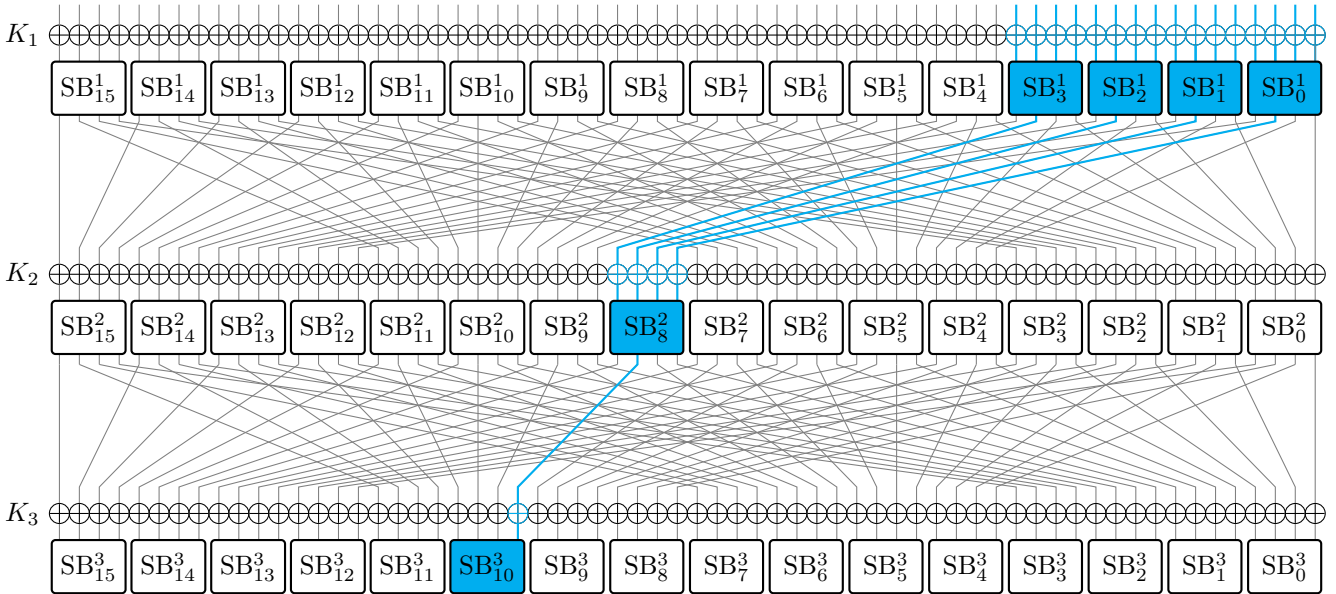 K₁
SB¹₁₅ SB¹₁₄ SB¹₁₃ SB¹₁₂ SB¹₁₁ SB¹₁₀ SB¹₉ SB¹₈ SB¹₇ SB¹₆ SB¹₅ SB¹₄ SB¹₃ SB¹₂ SB¹₁ SB¹₀
K₂
SB²₁₅ SB²₁₄ SB²₁₃ SB²₁₂ SB²₁₁ SB²₁₀ SB²₉ SB²₈ SB²₇ SB²₆ SB²₅ SB²₄ SB²₃ SB²₂ SB²₁ SB²₀
K₃
SB³₁₅ SB³₁₄ SB³₁₃ SB³₁₂ SB³₁₁ SB³₁₀ SB³₉ SB³₈ SB³₇ SB³₆ SB³₅ SB³₄ SB³₃ SB³₂ SB³₁ SB³₀